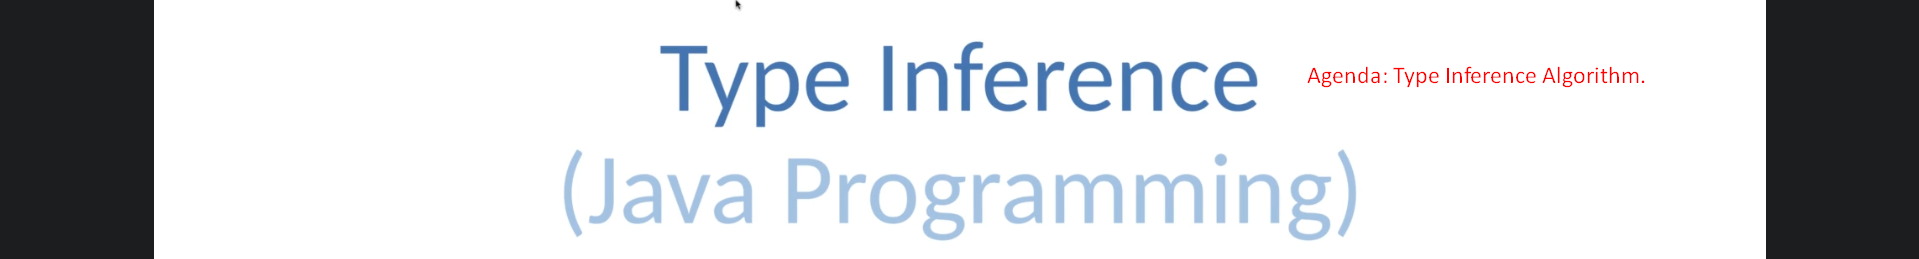 Type Inference
Agenda: Type Inference Algorithm.
(Java Programming)